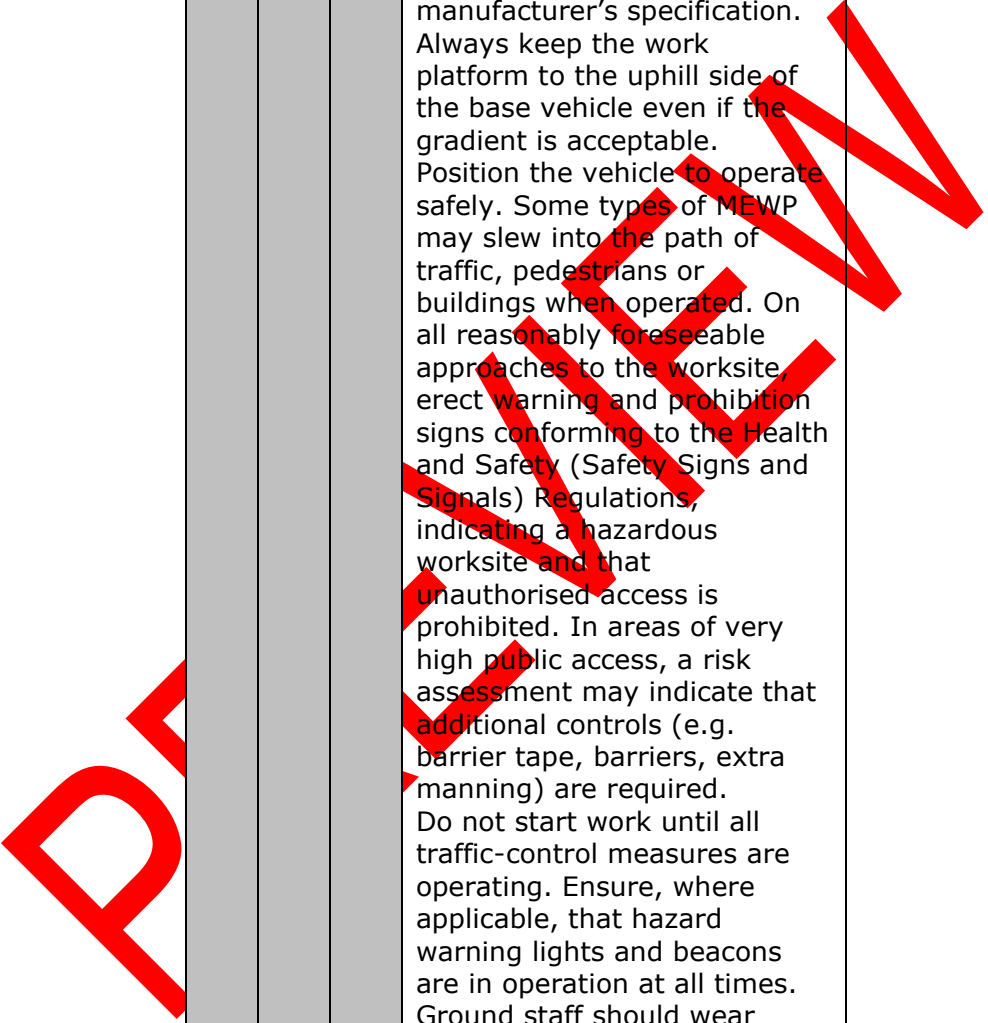 manufacturer’s specification.
Always keep the work
platform to the uphill side of
the base vehicle even if the
gradient is acceptable.
Position the vehicle to operate
safely. Some types of MEWP
may slew into the path of
traffic, pedestrians or
buildings when operated. On
all reasonably foreseeable
approaches to the worksite,
erect warning and prohibition
signs conforming to the Health
and Safety (Safety Signs and
Signals) Regulations,
indicating a hazardous
worksite and that
unauthorised access is
prohibited. In areas of very
high public access, a risk
assessment may indicate that
additional controls (e.g.
barrier tape, barriers, extra
manning) are required.
Do not start work until all
traffic-control measures are
operating. Ensure, where
applicable, that hazard
warning lights and beacons
are in operation at all times.
Ground staff should wear
PREVIEW